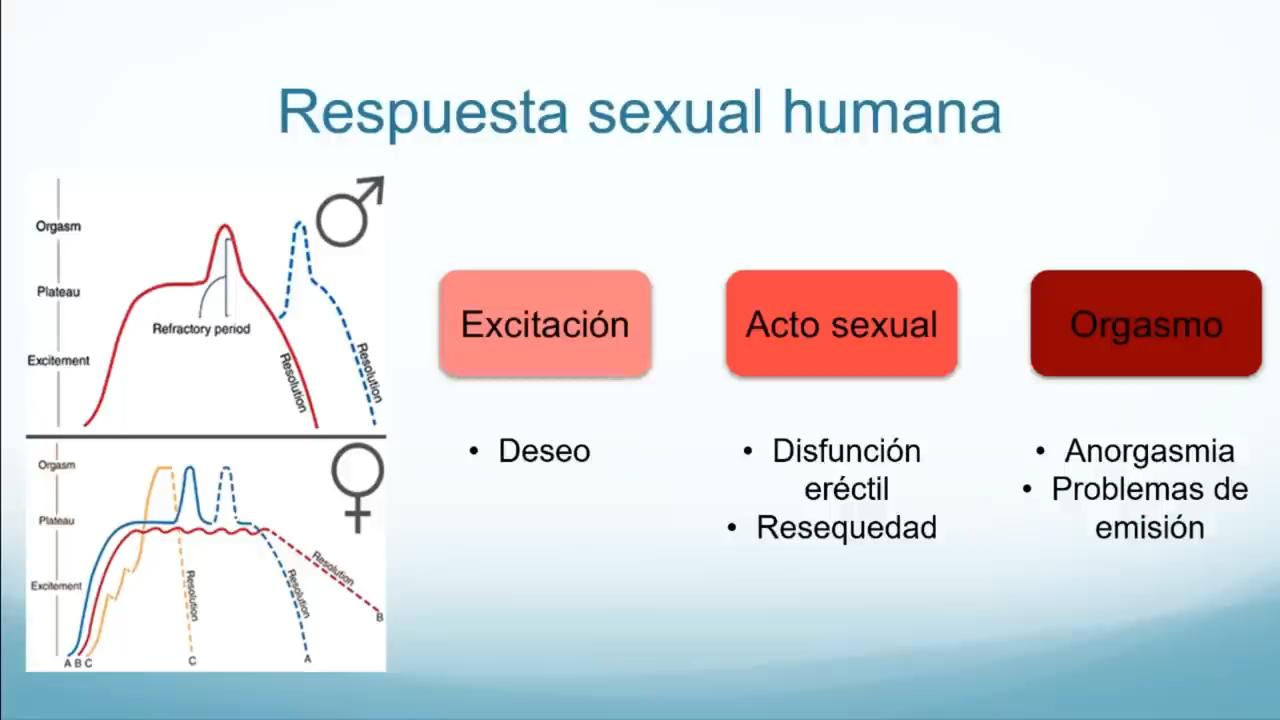 Respuesta sexual humana
Orgasm
Plateau
Refractory period
Excitement
Resolution
Resolution
Orgasm
Plateau
Excitement
Resolution
Resolution
Resolution
B
A B C
C
A
Excitación
Acto sexual
Orgasmo
• Deseo
• Disfunción
eréctil
• Resequedad
• Anorgasmia
• Problemas de
emisión